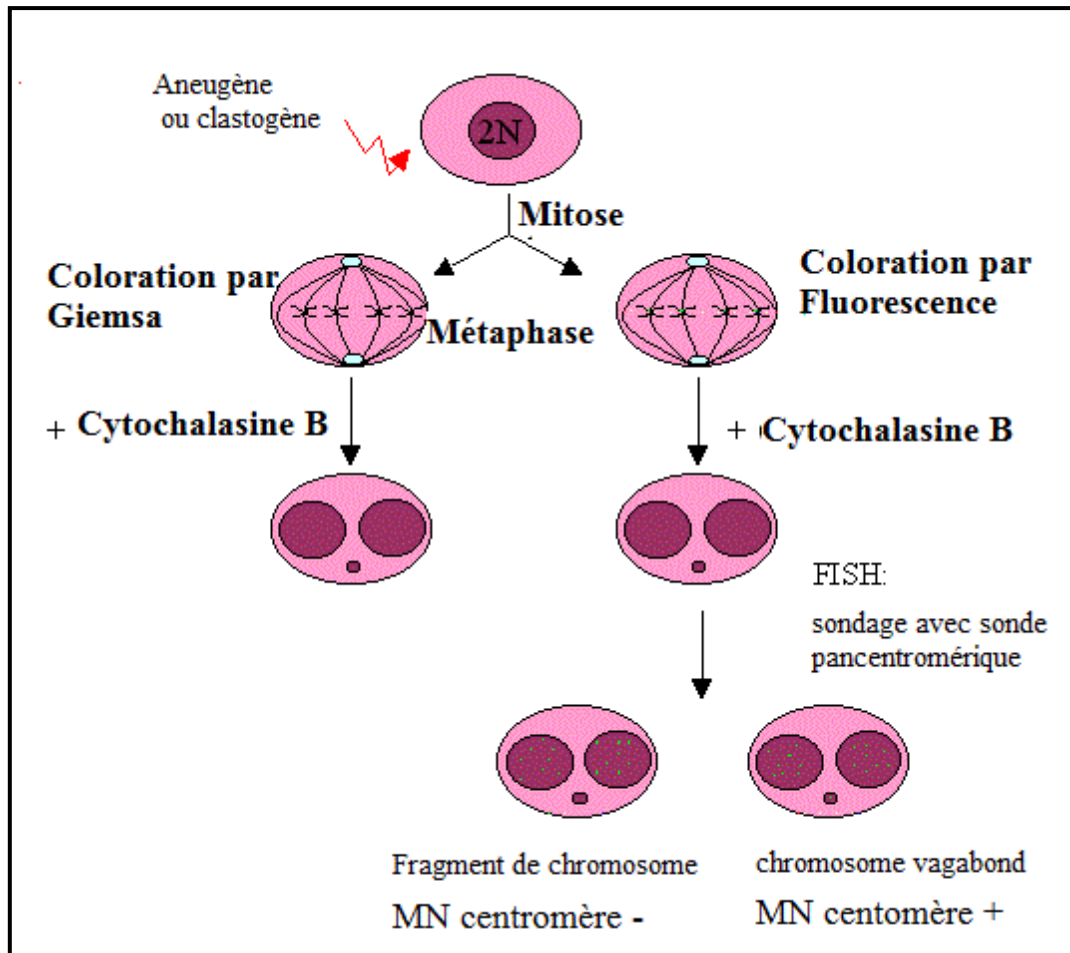 Aneugène
ou clastogène
2N
Mitose
Coloration par
Giemsa
Coloration par
Fluorescence
Métaphase
+ Cytochalasine B
+ Cytochalasine B
FISH:
sondage avec sonde
pancentromérique
Fragment de chromosome
MN centromère -
chromosome vagabond
MN centomère +